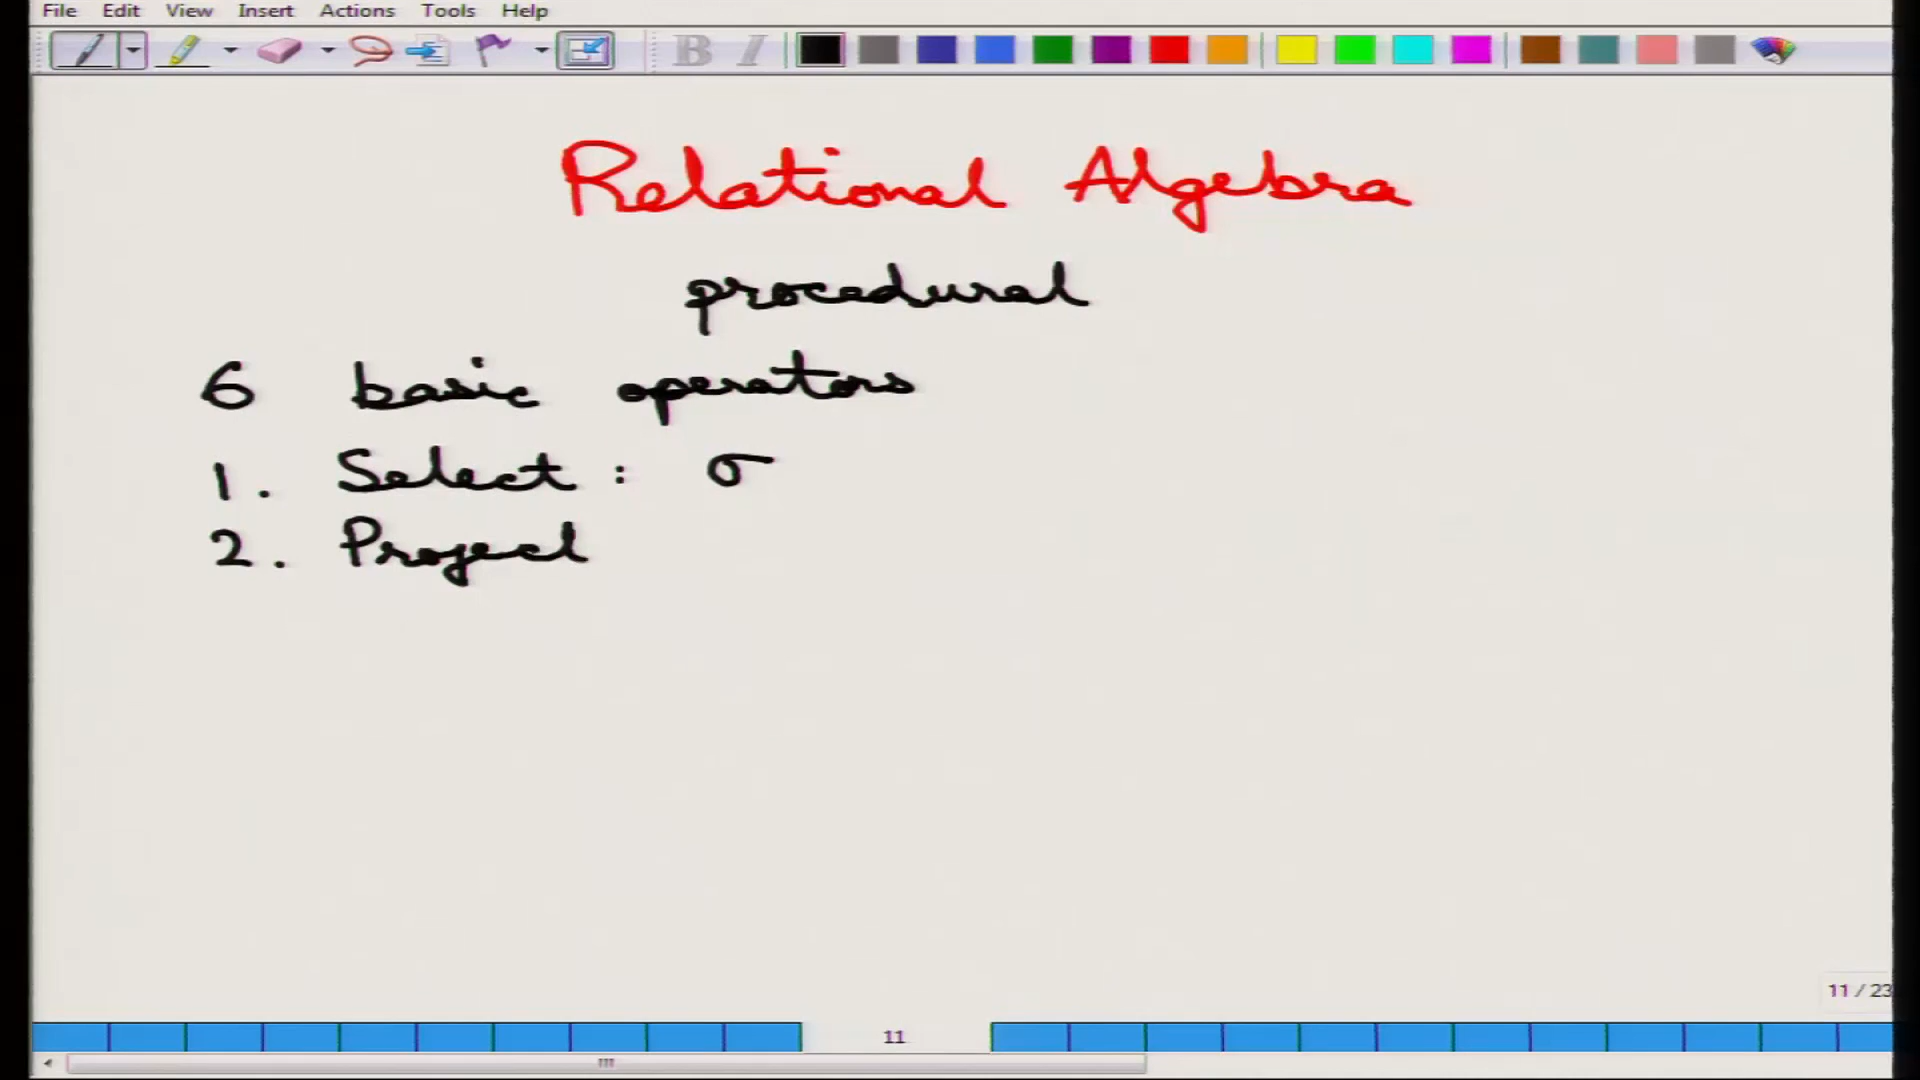 File Edit View Insert Actions Tools Help
B I
Relational Algebra
procedural
6 basic operators
1. Select : σ
2. Project
11 / 23
11